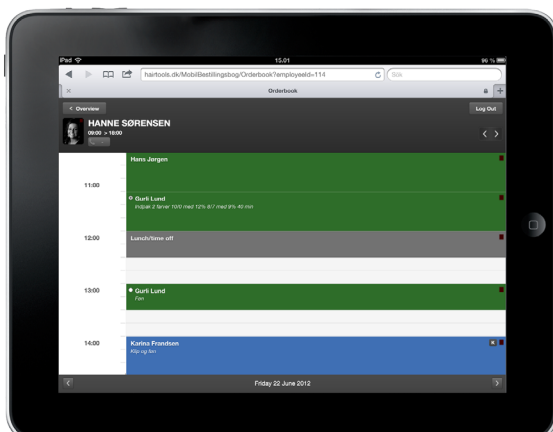 iPad
15.01
96 %
hairtools.dk/MobilBestillingsbog/Orderbook?employeeId=114
Søk
Orderbook
< Overview
Log Out
HANNE SØRENSEN
09:00 > 18:00
Hans Jørgen
11:00
Gurli Lund
Indpak 2 farver 10/0 med 12% 8/7 med 9% 40 min
12:00
Lunch/time off
13:00
Gurli Lund
Føn
14:00
Karina Frandsen
Klip og føn
Friday 22 June 2012